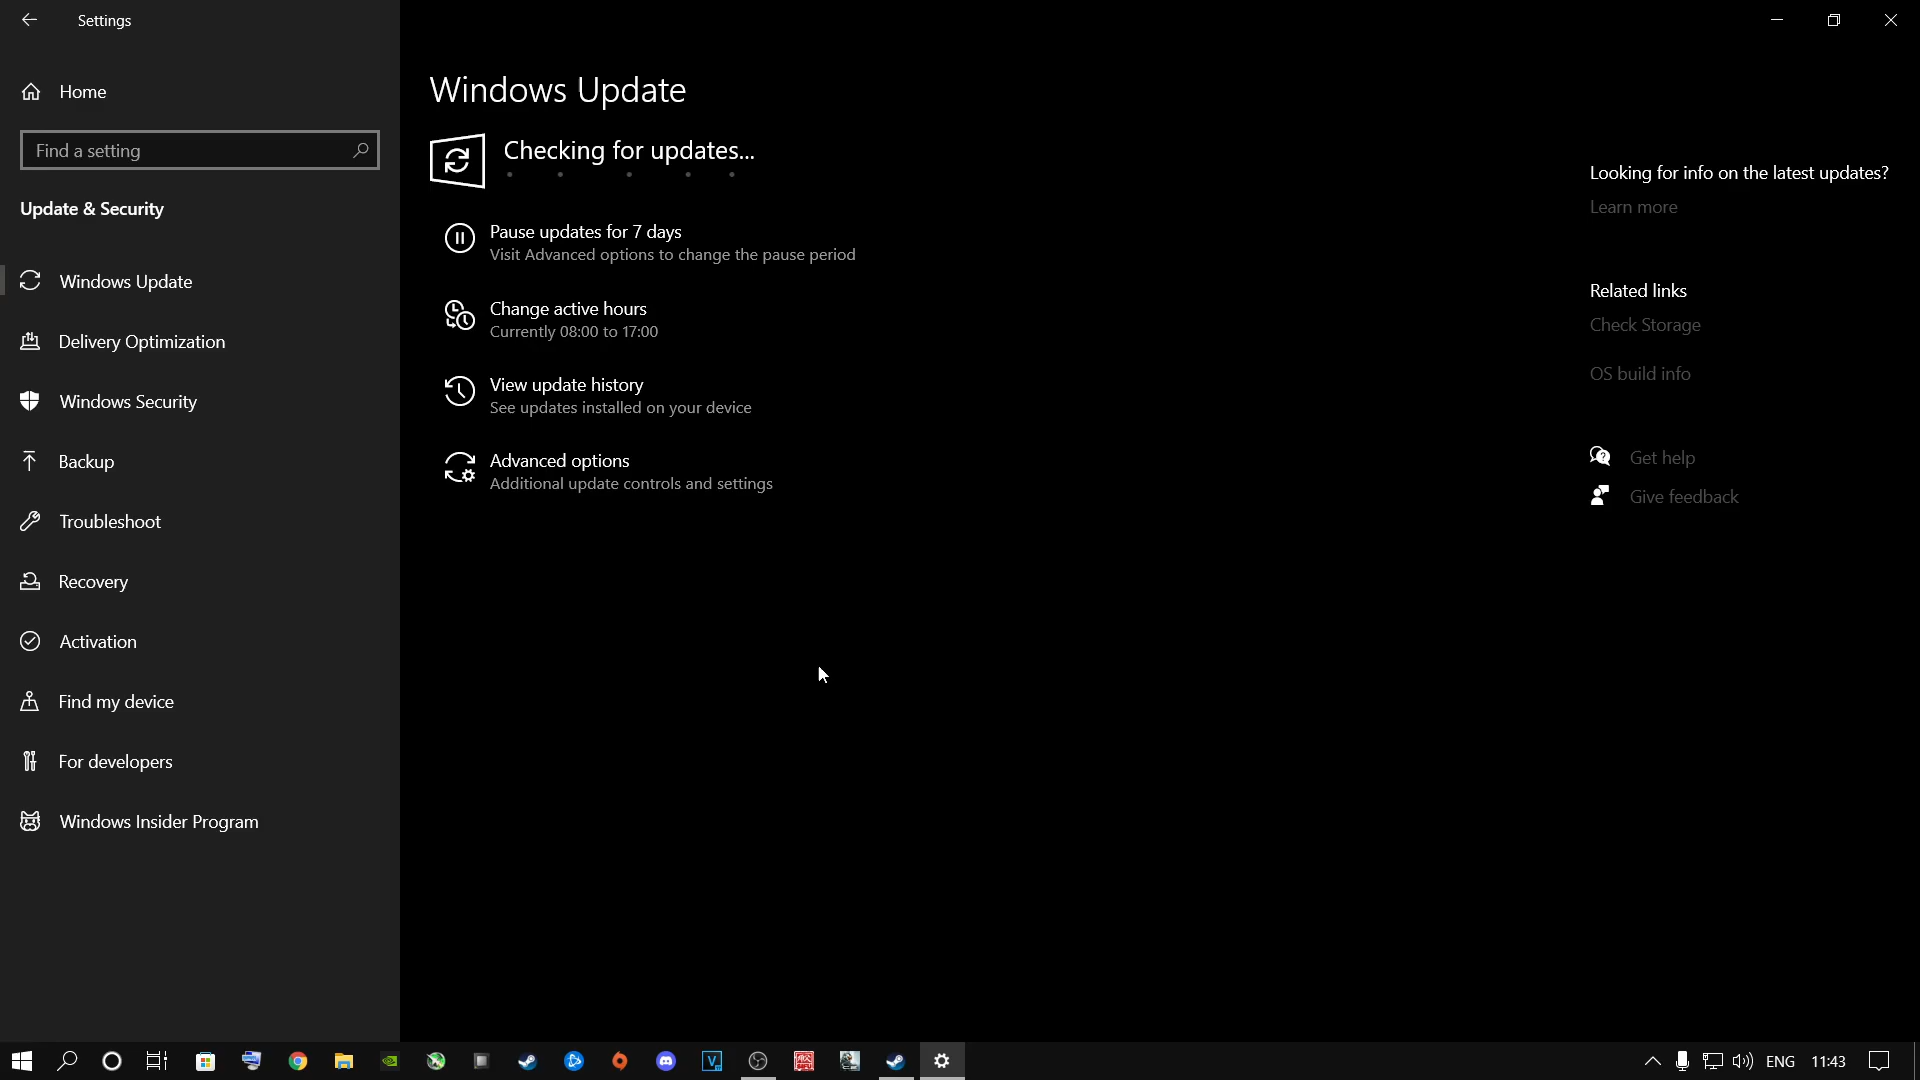 Settings
Home
Find a setting
Update & Security
Windows Update
Delivery Optimization
Windows Security
Backup
Troubleshoot
Recovery
Activation
Find my device
For developers
Windows Insider Program
Windows Update
Checking for updates...
Pause updates for 7 days
Visit Advanced options to change the pause period
Change active hours
Currently 08:00 to 17:00
View update history
See updates installed on your device
Advanced options
Additional update controls and settings
Looking for info on the latest updates?
Learn more
Related links
Check Storage
OS build info
Get help
Give feedback
ENG
11:43